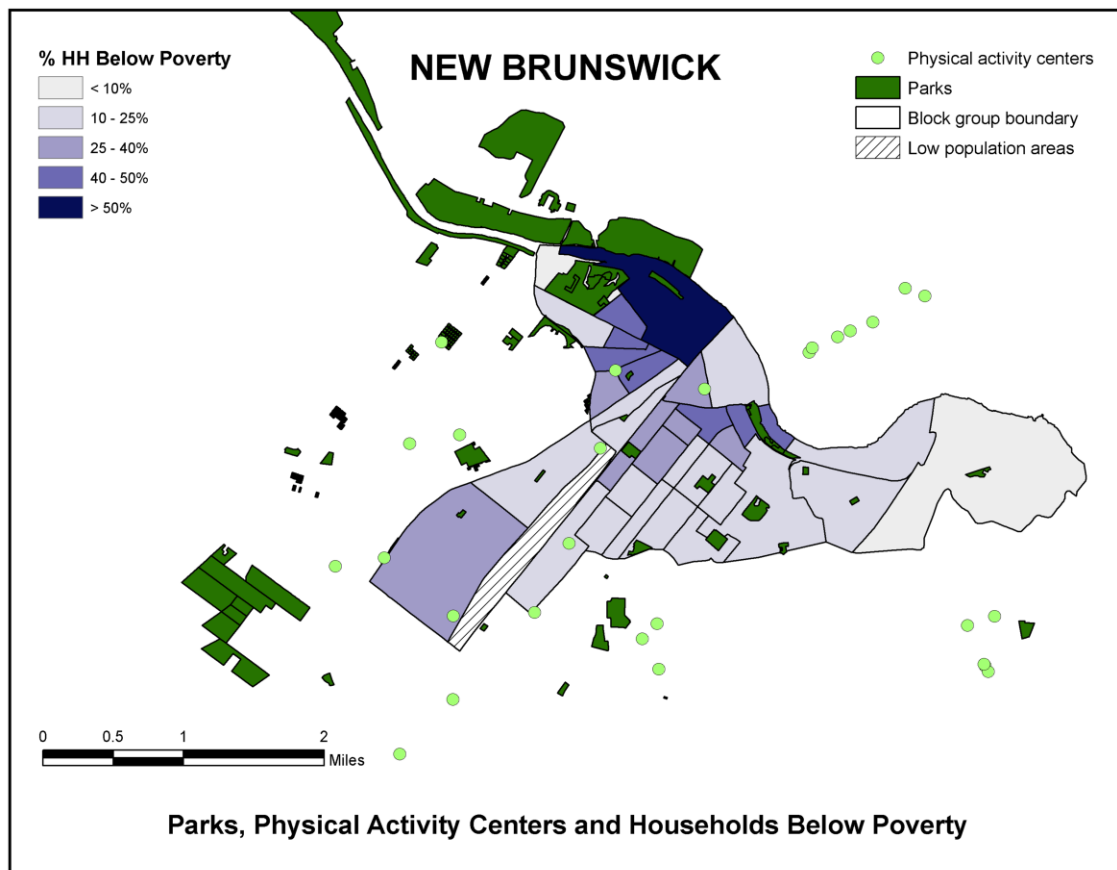 NEW BRUNSWICK
% HH Below Poverty
< 10%
10 - 25%
25 - 40%
40 - 50%
> 50%
Physical activity centers
Parks
Block group boundary
Low population areas
0 0.5 1 2
Miles
Parks, Physical Activity Centers and Households Below Poverty